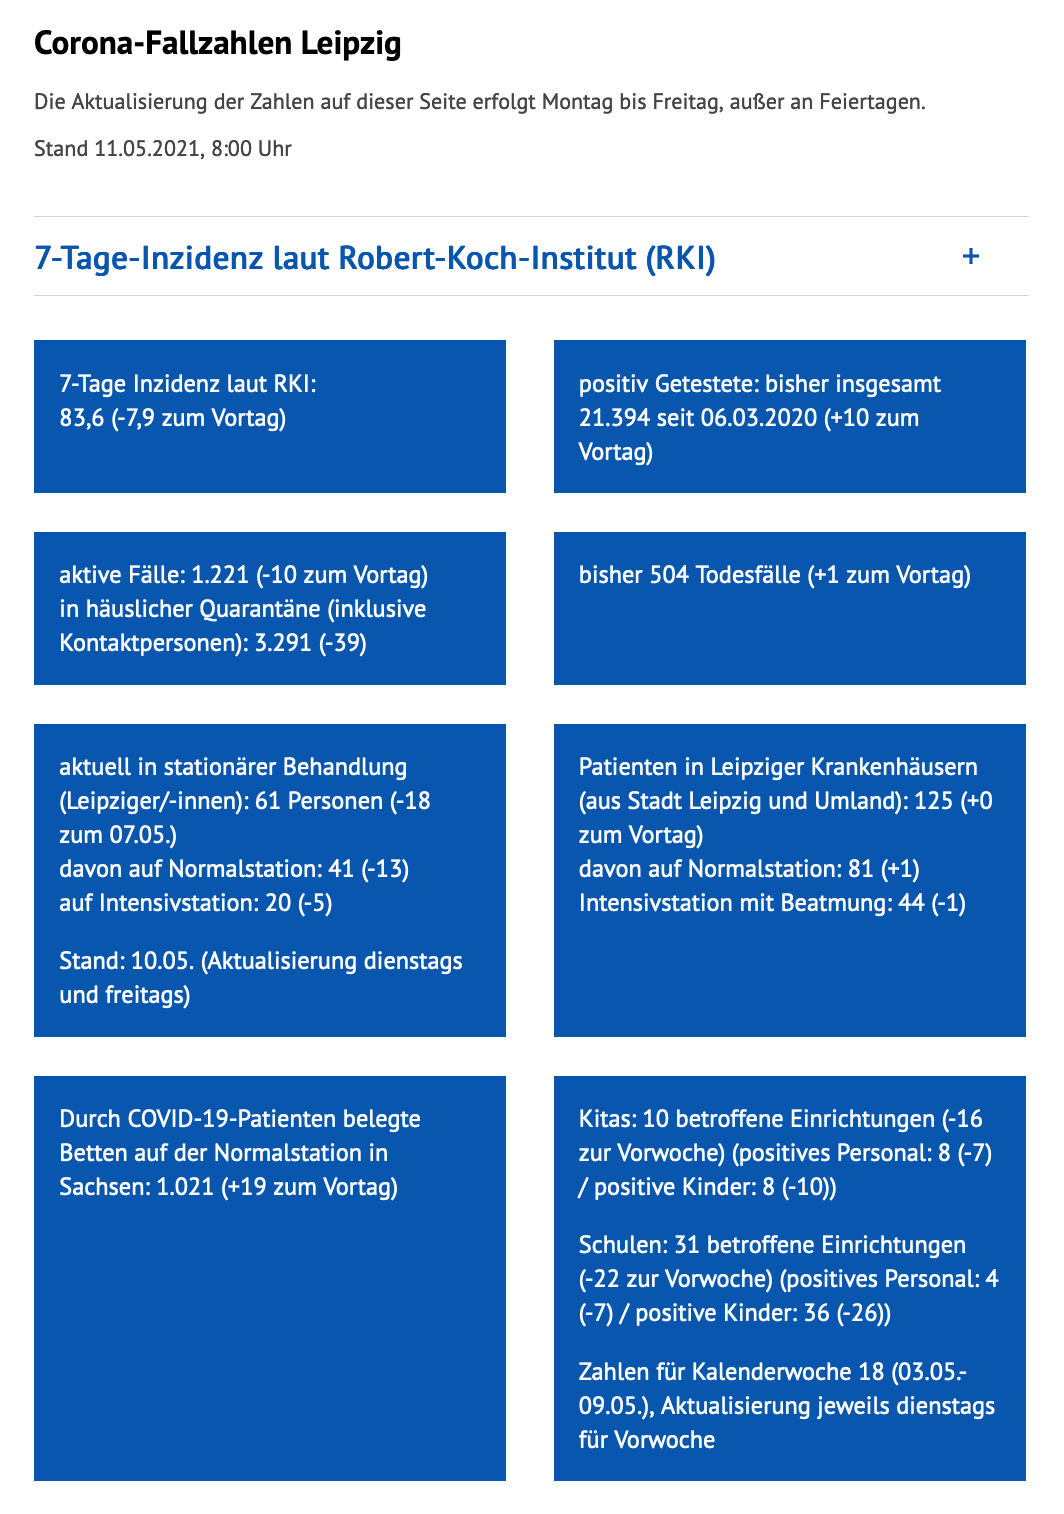 Corona-Fallzahlen Leipzig
Die Aktualisierung der Zahlen auf dieser Seite erfolgt Montag bis Freitag, außer an Feiertagen.
Stand 11.05.2021, 8:00 Uhr
7-Tage-Inzidenz laut Robert-Koch-Institut (RKI)
+
7-Tage Inzidenz laut RKI:
83,6 (-7,9 zum Vortag)
positiv Getestete: bisher insgesamt
21.394 seit 06.03.2020 (+10 zum
Vortag)
aktive Fälle: 1.221 (-10 zum Vortag)
in häuslicher Quarantäne (inklusive
Kontaktpersonen): 3.291 (-39)
bisher 504 Todesfälle (+1 zum Vortag)
aktuell in stationärer Behandlung
(Leipziger/-innen): 61 Personen (-18
zum 07.05.)
davon auf Normalstation: 41 (-13)
auf Intensivstation: 20 (-5)
Stand: 10.05. (Aktualisierung dienstags
und freitags)
Patienten in Leipziger Krankenhäusern
(aus Stadt Leipzig und Umland): 125 (+0
zum Vortag)
davon auf Normalstation: 81 (+1)
Intensivstation mit Beatmung: 44 (-1)
Durch COVID-19-Patienten belegte
Betten auf der Normalstation in
Sachsen: 1.021 (+19 zum Vortag)
Kitas: 10 betroffene Einrichtungen (-16
zur Vorwoche) (positives Personal: 8 (-7)
/ positive Kinder: 8 (-10))
Schulen: 31 betroffene Einrichtungen
(-22 zur Vorwoche) (positives Personal: 4
(-7) / positive Kinder: 36 (-26))
Zahlen für Kalenderwoche 18 (03.05.-
09.05.), Aktualisierung jeweils dienstags
für Vorwoche